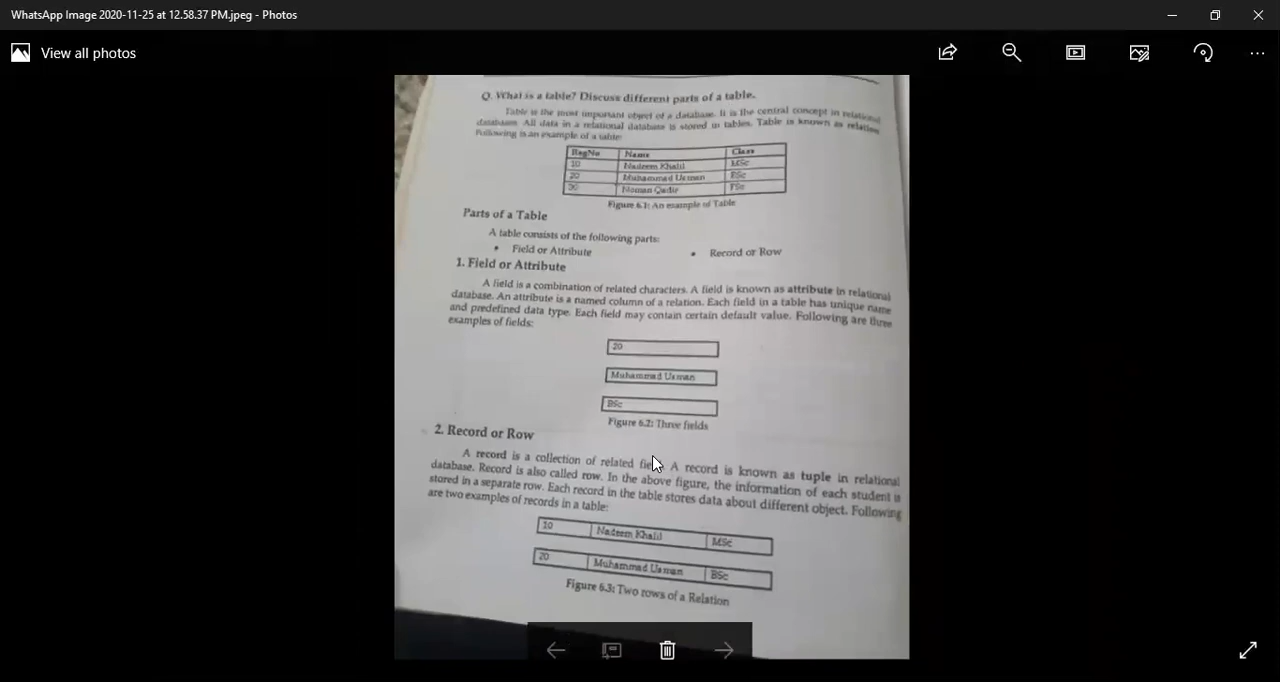 WhatsApp Image 2020-11-25 at 12.58.37 PM.jpeg - Photos
View all photos
Q. What is a table? Discuss different parts of a table.
Table is the most important object of a database. It is the central concept in relational
databases. All data in a relational database is stored in tables. Table is known as relation.
Following is an example of a table:
RegNo Name Class
10 Nadeem Khalil MSc
20 Muhammad Usman BSc
30 Noman Qadir FSc
Figure 6.1: An example of Table
Parts of a Table
A table consists of the following parts:
• Field or Attribute • Record or Row
1. Field or Attribute
A field is a combination of related characters. A field is known as attribute in relational
database. An attribute is a named column of a relation. Each field in a table has unique name
and predefined data type. Each field may contain certain default value. Following are three
examples of fields:
20
Muhammad Usman
BSc
Figure 6.2: Three fields
2. Record or Row
A record is a collection of related A record is known as tuple in relational
database. Record is also called row. In the above figure, the information of each student is
stored in a separate row. Each record in the table stores data about different object. Following
are two examples of records in a table:
10 Nadeem Khalil MSc
20 Muhammad Usman BSc
Figure 6.3: Two rows of a Relation